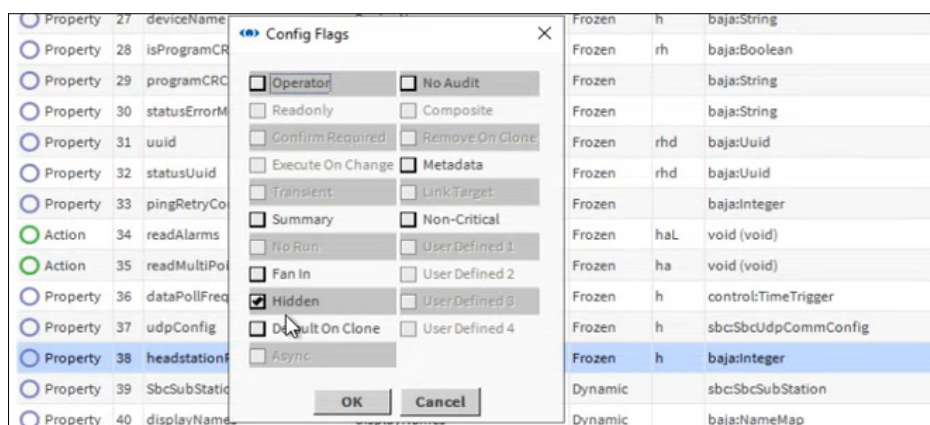 Property 27 deviceName Frozen h baja:String
Config Flags
Property 28 isProgramCR Frozen rh baja:Boolean
Property 29 programCRC Operator No Audit Frozen baja:String
Property 30 statusErrorM Readonly Composite Frozen baja:String
Property 31 uuid Confirm Required Remove On Clone Frozen rhd baja:Uuid
Property 32 statusUuid Execute On Change Metadata Frozen rhd baja:Uuid
Property 33 pingRetryCo Transient Link Target Frozen baja:Integer
Action 34 readAlarms Summary Non-Critical Frozen haL void (void)
Action 35 readMultiPoi No Run User Defined 1 Frozen ha void (void)
Fan In User Defined 2
Property 36 dataPollFreq Hidden User Defined 3 Frozen h control:TimeTrigger
Property 37 udpConfig Default On Clone User Defined 4 Frozen h sbc:SbcUdpCommConfig
Property 38 headstation Async Frozen h baja:Integer
Property 39 SbcSubStatio Dynamic sbc:SbcSubStation
OK Cancel
Property 40 displayNames Dynamic baja:NameMap